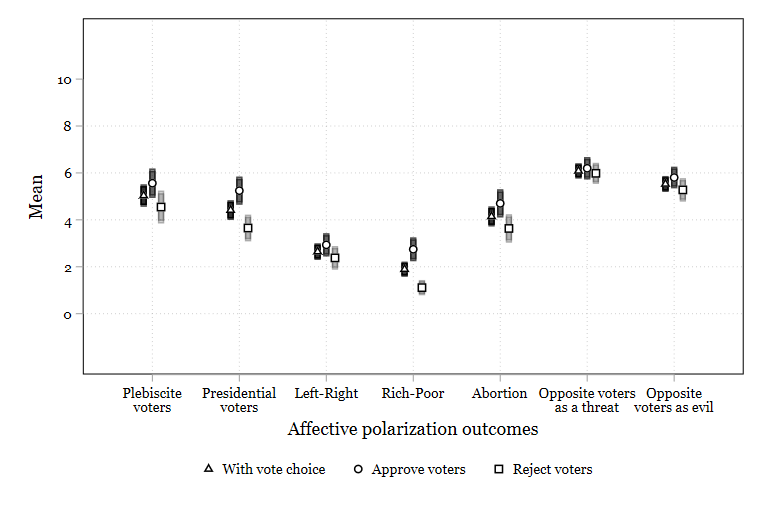 Mean
10
8
6
4
2
0
Plebiscite voters
Presidential voters
Left-Right
Rich-Poor
Abortion
Opposite voters as a threat
Opposite voters as evil
Affective polarization outcomes
With vote choice
Approve voters
Reject voters